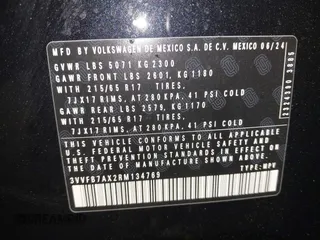 MFD. BY VOLKSWAGEN DE MEXICO S.A. DE C.V. MEXICO 06/24
GVWR LBS 5071 KG 2300
GAWR FRONT LBS 2601, KG 1180
WITH 215/65 R17 TIRES,
7JX17 RIMS, AT 280 KPA, 41 PSI COLD
GAWR REAR LBS 2579, KG 1170
WITH 215/65 R17 TIRES,
7JX17 RIMS, AT 280 KPA, 41 PSI COLD
THIS VEHICLE CONFORMS TO ALL APPLICABLE
U.S. FEDERAL MOTOR VEHICLE SAFETY
AND THEFT PREVENTION STANDARDS IN
EFFECT ON THE DATE OF MANUFACTURE
SHOWN ABOVE.
3VVFB7AX2RM134769
TYPE: MPV